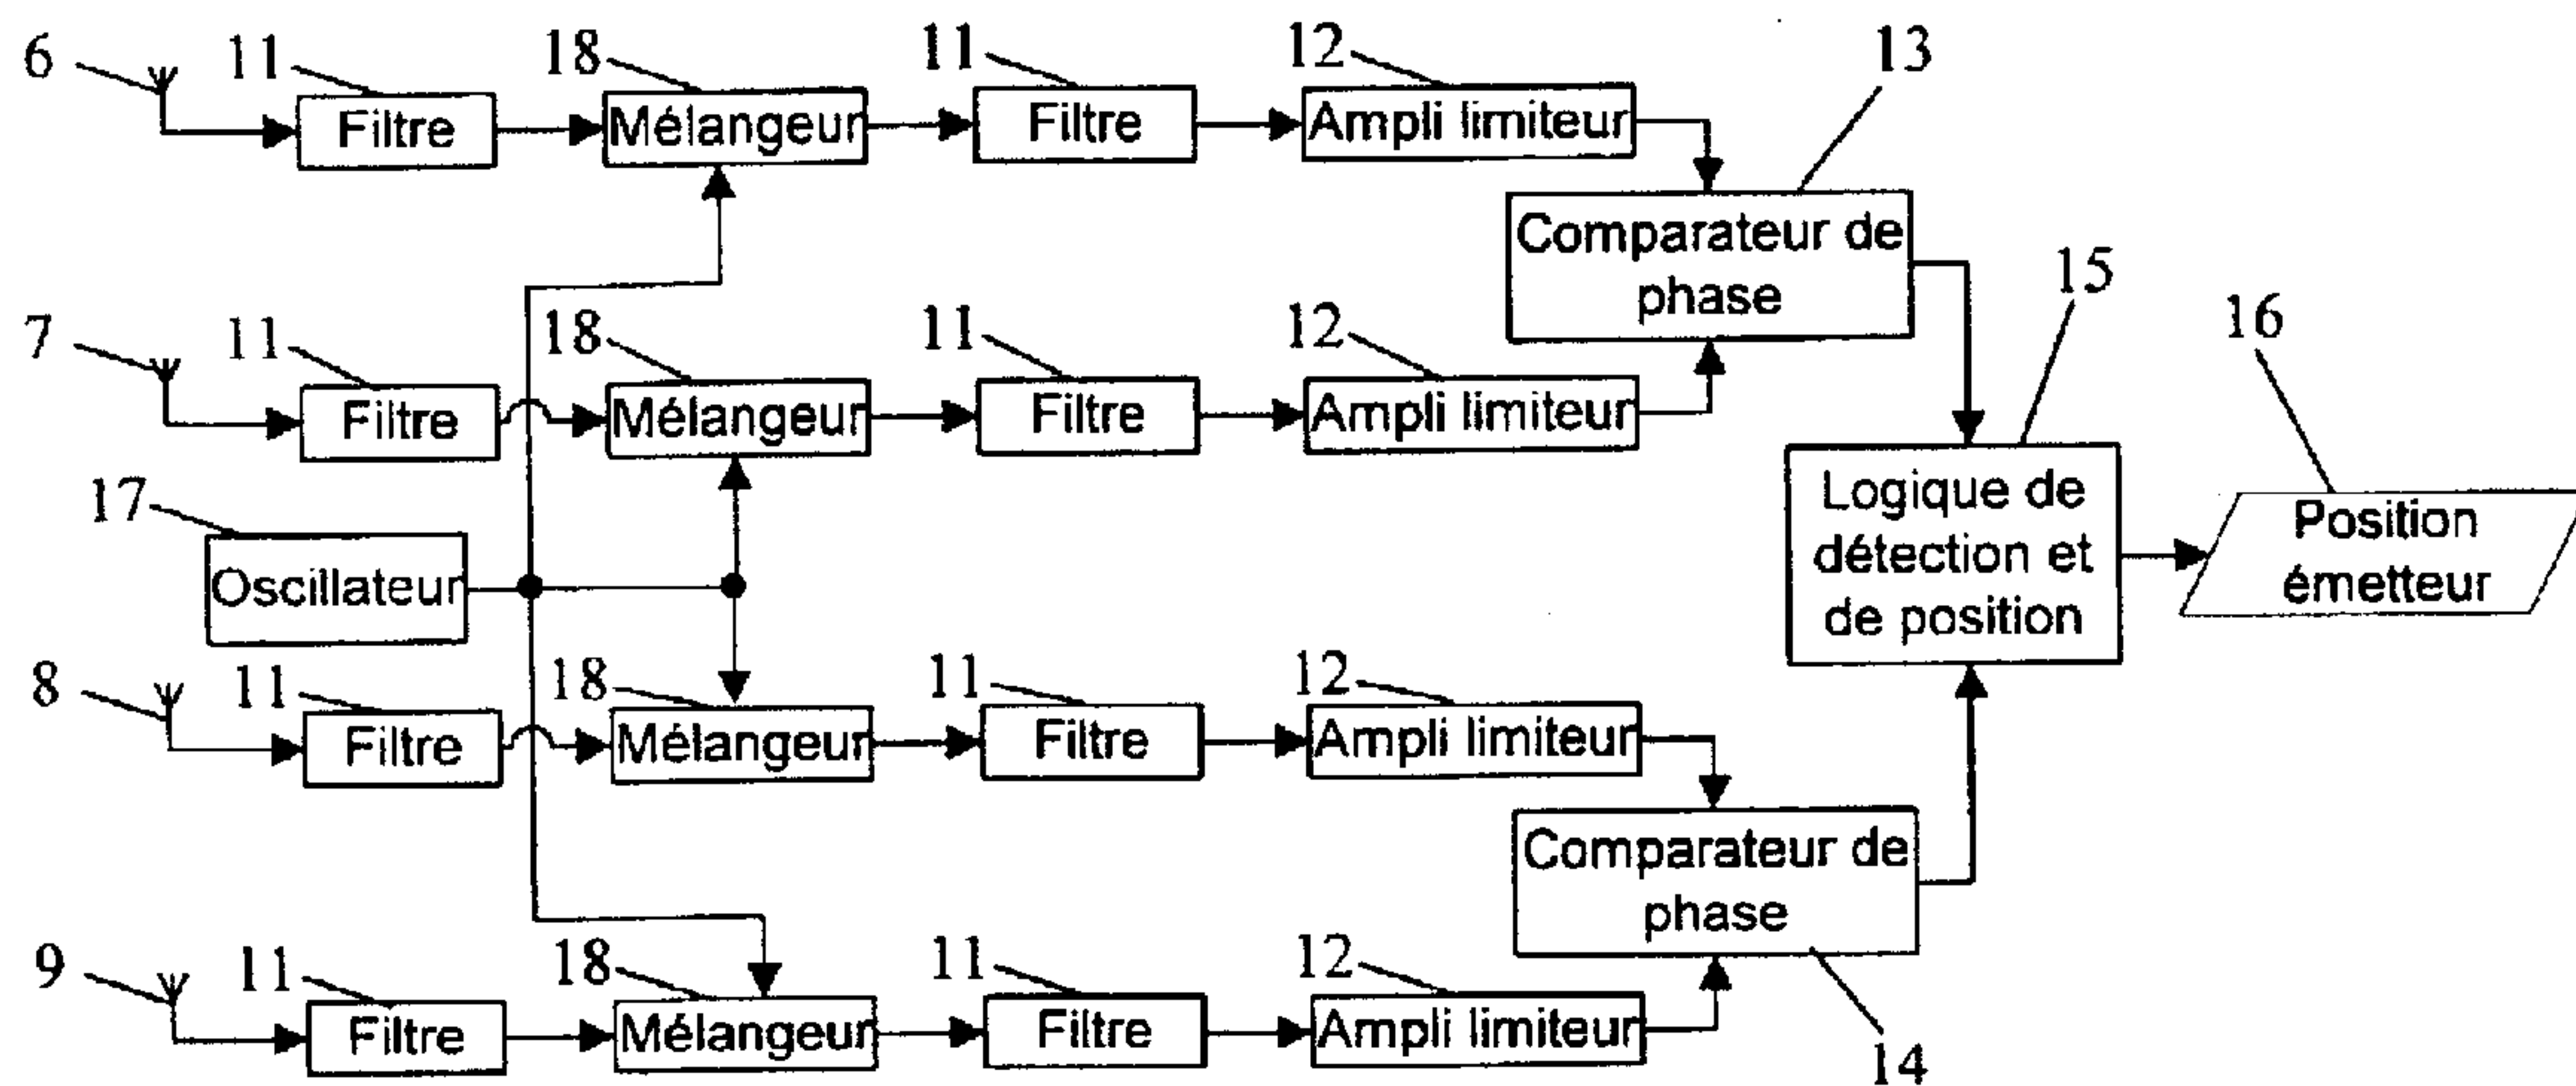 6 11 18 11 12 13
Filtre Mélangeur Filtre Ampli limiteur
Comparateur de
phase
7 11 18 11 12 15 16
Filtre Mélangeur Filtre Ampli limiteur
17
Oscillateur
Logique de
détection et
de position
Position
émetteur
8 11 18 11 12
Filtre Mélangeur Filtre Ampli limiteur
Comparateur de
phase
9 11 18 11 12
Filtre Mélangeur Filtre Ampli limiteur
14